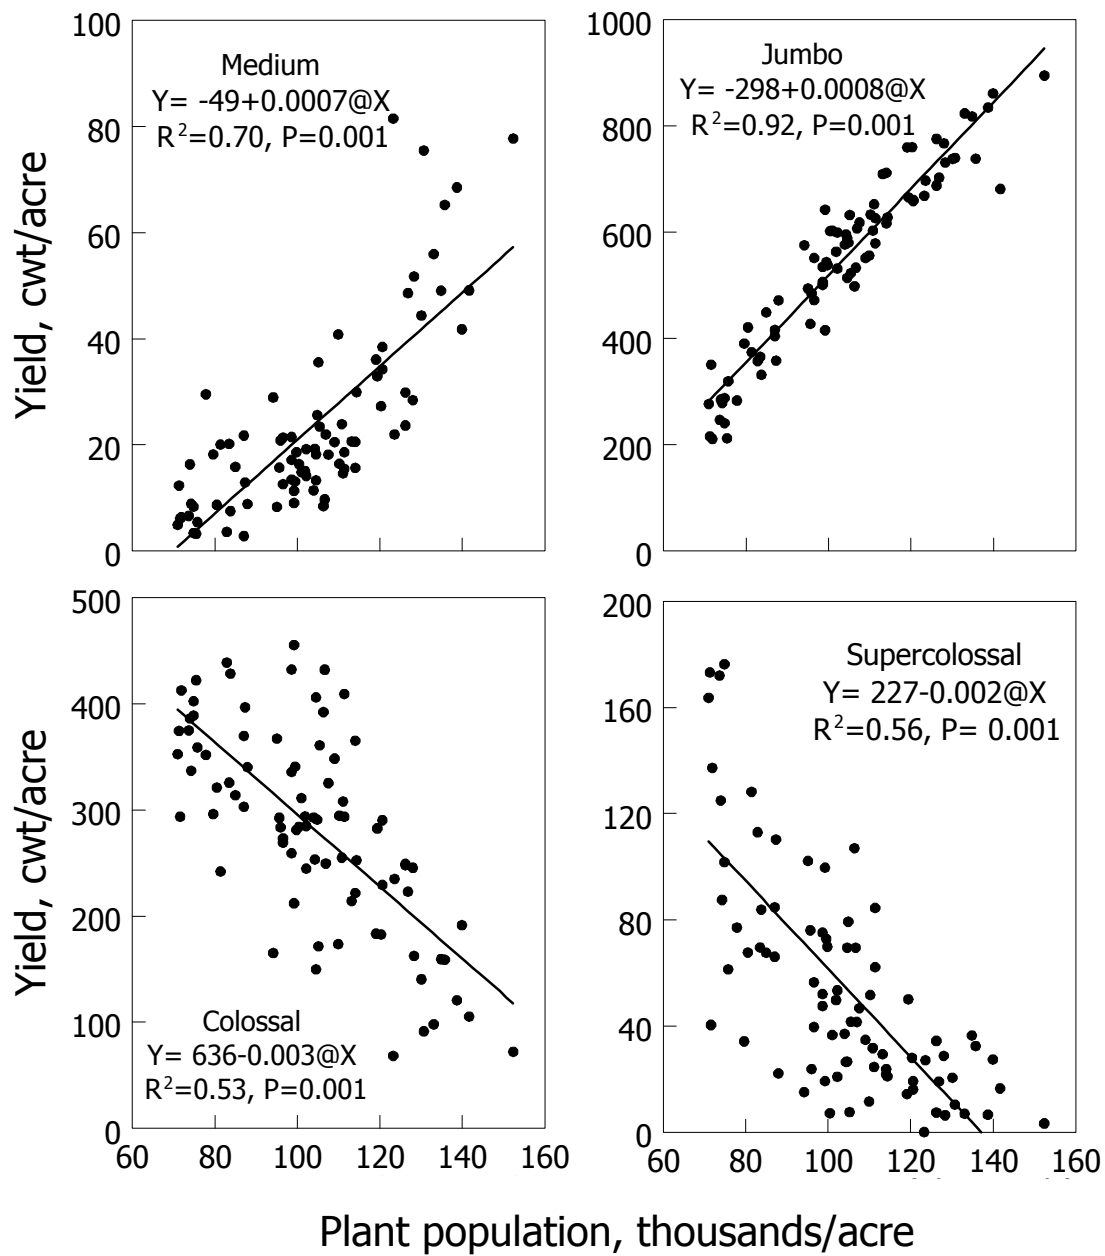 Medium
Y= -49+0.0007@X
R²=0.70, P=0.001
100
80
60
40
20
0
Yield, cwt/acre
Jumbo
Y= -298+0.0008@X
R²=0.92, P=0.001
1000
800
600
400
200
0
Colossal
Y= 636-0.003@X
R²=0.53, P=0.001
500
400
300
200
100
0
60 80 100 120 140 160
Yield, cwt/acre
Supercolossal
Y= 227-0.002@X
R²=0.56, P= 0.001
200
160
120
80
40
0
60 80 100 120 140 160
Plant population, thousands/acre